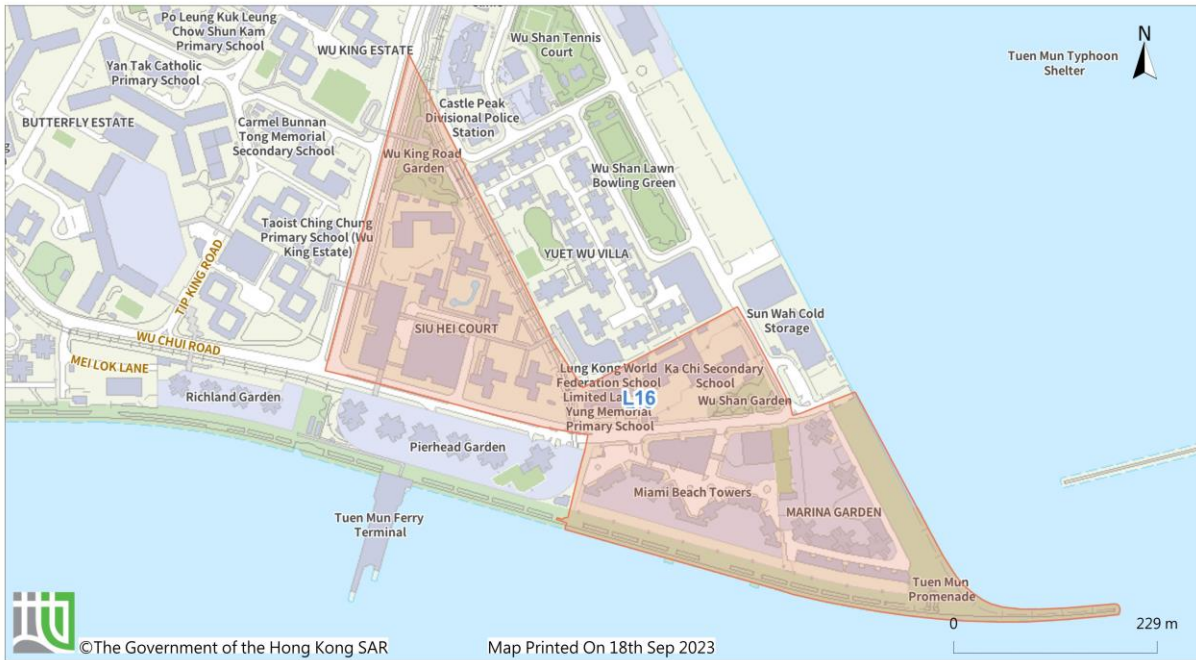 Po Leung Kuk Leung
Chow Shun Kam
Primary School
WU KING ESTATE
Wu Shan Tennis
Court
N
Tuen Mun Typhoon
Shelter
Yan Tak Catholic
Primary School
Castle Peak
Divisional Police
Station
BUTTERFLY ESTATE
Carmel Bunnan
Tong Memorial
Secondary School
Wu King Road
Garden
Wu Shan Lawn
Bowling Green
Taoist Ching Chung
Primary School (Wu
King Estate)
YUET WU VILLA
TIP KING ROAD
WU CHUI ROAD
SIU HEI COURT
Sun Wah Cold
Storage
MEI LOK LANE
Lung Kong World
Federation School
Limited La
Yung Memorial
Primary School
L16
Ka Chi Secondary
School
Wu Shan Garden
Richland Garden
Pierhead Garden
Miami Beach Towers
MARINA GARDEN
Tuen Mun Ferry
Terminal
Tuen Mun
Promenade
0
229 m
©The Government of the Hong Kong SAR
Map Printed On 18th Sep 2023